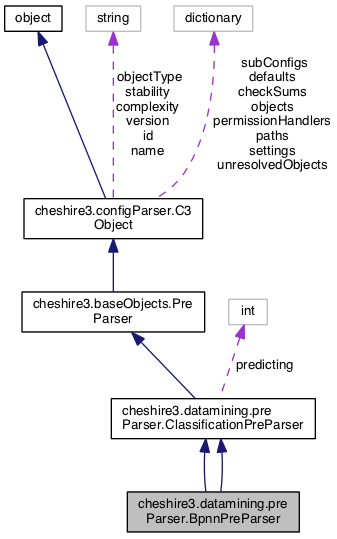 object
string
dictionary
objectType
stability
complexity
version
id
name
subConfigs
defaults
checkSums
objects
permissionHandlers
paths
settings
unresolvedObjects
cheshire3.configParser.C3
Object
cheshire3.baseObjects.Pre
Parser
int
predicting
cheshire3.datamining.pre
Parser.ClassificationPreParser
cheshire3.datamining.pre
Parser.BpnnPreParser